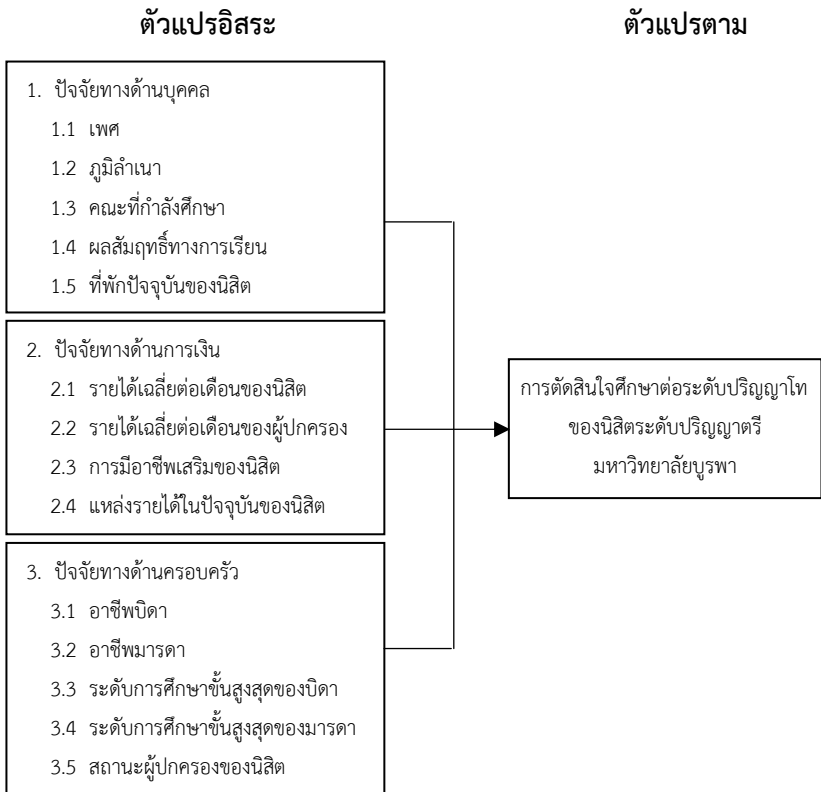 ตัวแปรอิสระ
ตัวแปรตาม
1. ปัจจัยทางด้านบุคคล
1.1 เพศ
1.2 ภูมิลำเนา
1.3 คณะที่กำลังศึกษา
1.4 ผลสัมฤทธิ์ทางการเรียน
1.5 ที่พักปัจจุบันของนิสิต
2. ปัจจัยทางด้านการเงิน
2.1 รายได้เฉลี่ยต่อเดือนของนิสิต
2.2 รายได้เฉลี่ยต่อเดือนของผู้ปกครอง
2.3 การมีอาชีพเสริมของนิสิต
2.4 แหล่งรายได้ในปัจจุบันของนิสิต
3. ปัจจัยทางด้านครอบครัว
3.1 อาชีพบิดา
3.2 อาชีพมารดา
3.3 ระดับการศึกษาขั้นสูงสุดของบิดา
3.4 ระดับการศึกษาขั้นสูงสุดของมารดา
3.5 สถานะผู้ปกครองของนิสิต
การตัดสินใจศึกษาต่อระดับปริญญาโท
ของนิสิตระดับปริญญาตรี
มหาวิทยาลัยบูรพา